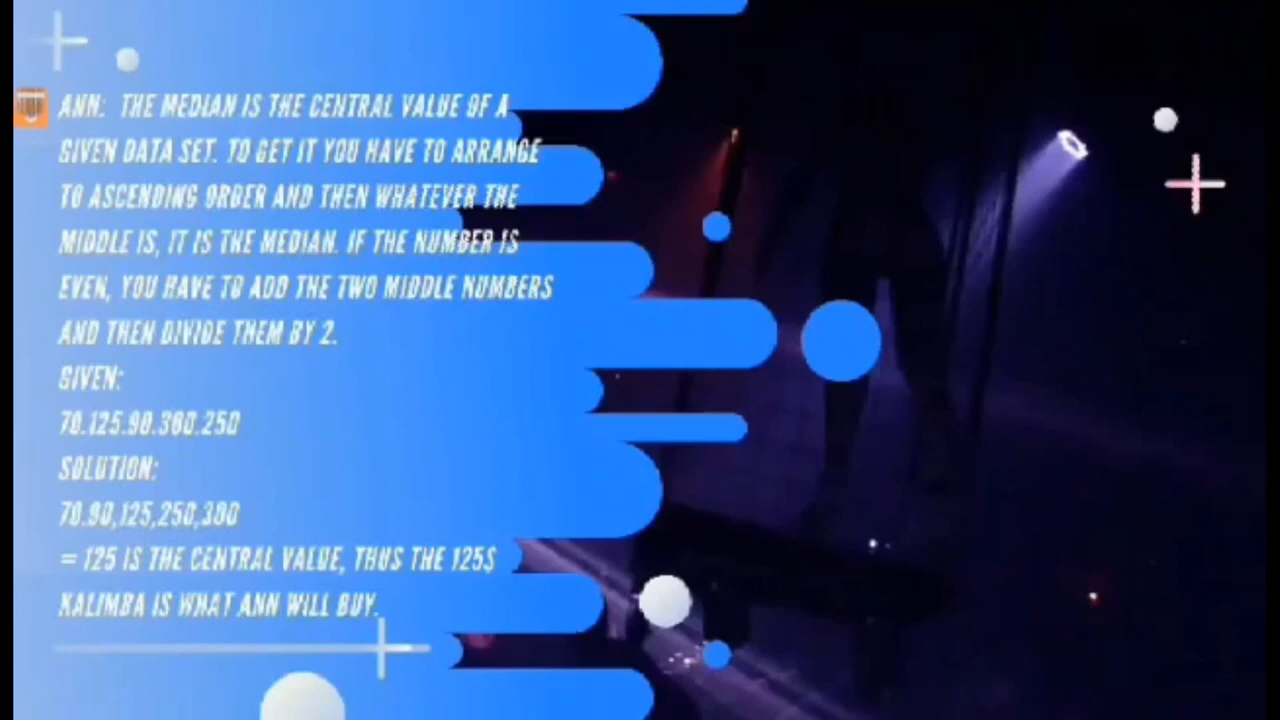 ANN: THE MEDIAN IS THE CENTRAL VALUE OF A
GIVEN DATA SET. TO GET IT YOU HAVE TO ARRANGE
TO ASCENDING ORDER AND THEN WHATEVER THE
MIDDLE IS, IT IS THE MEDIAN. IF THE NUMBER IS
EVEN, YOU HAVE TO ADD THE TWO MIDDLE NUMBERS
AND THEN DIVIDE THEM BY 2.
GIVEN:
70.125.90.300.250
SOLUTION:
70.90,125,250,300
= 125 IS THE CENTRAL VALUE, THUS THE 125$
KALIMBA IS WHAT ANN WILL BUY.